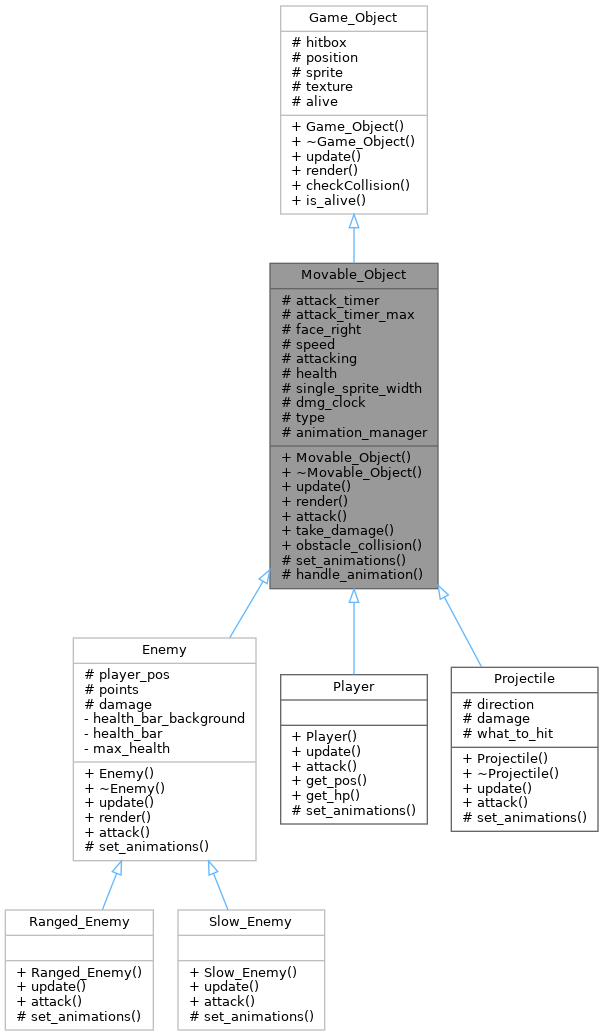 Game_Object
# hitbox
# position
# sprite
# texture
# alive
+ Game_Object()
+ ~Game_Object()
+ update()
+ render()
+ checkCollision()
+ is_alive()
Movable_Object
# attack_timer
# attack_timer_max
# face_right
# speed
# attacking
# health
# single_sprite_width
# dmg_clock
# type
# animation_manager
+ Movable_Object()
+ ~Movable_Object()
+ update()
+ render()
+ attack()
+ take_damage()
+ obstacle_collision()
# set_animations()
# handle_animation()
Enemy
# player_pos
# points
# damage
- health_bar_background
- health_bar
- max_health
+ Enemy()
+ ~Enemy()
+ update()
+ render()
+ attack()
# set_animations()
Player
+ Player()
+ update()
+ attack()
+ get_pos()
+ get_hp()
# set_animations()
Projectile
# direction
# damage
# what_to_hit
+ Projectile()
+ ~Projectile()
+ update()
+ attack()
# set_animations()
Ranged_Enemy
+ Ranged_Enemy()
+ update()
+ attack()
# set_animations()
Slow_Enemy
+ Slow_Enemy()
+ update()
+ attack()
# set_animations()